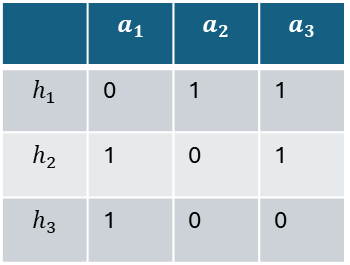 a₁ a₂ a₃
h₁ 0 1 1
h₂ 1 0 1
h₃ 1 0 0